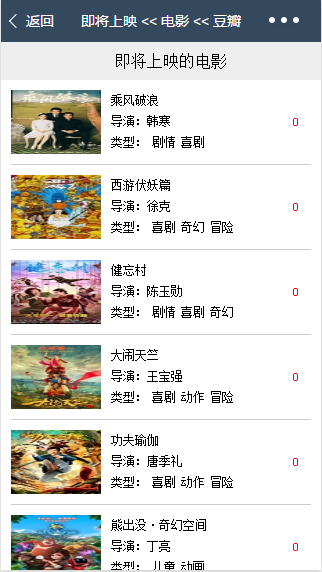 返回 即将上映 << 电影 << 豆瓣
即将上映的电影
乘风破浪
导演：韩寒
0
类型： 剧情 喜剧
西游伏妖篇
导演：徐克
0
类型： 喜剧 奇幻 冒险
健忘村
导演：陈玉勋
0
类型： 剧情 喜剧 奇幻
大闹天竺
导演：王宝强
0
类型： 喜剧 动作 冒险
功夫瑜伽
导演：唐季礼
0
类型： 喜剧 动作 冒险
熊出没·奇幻空间
导演：丁亮
0
类型： 儿童 动画